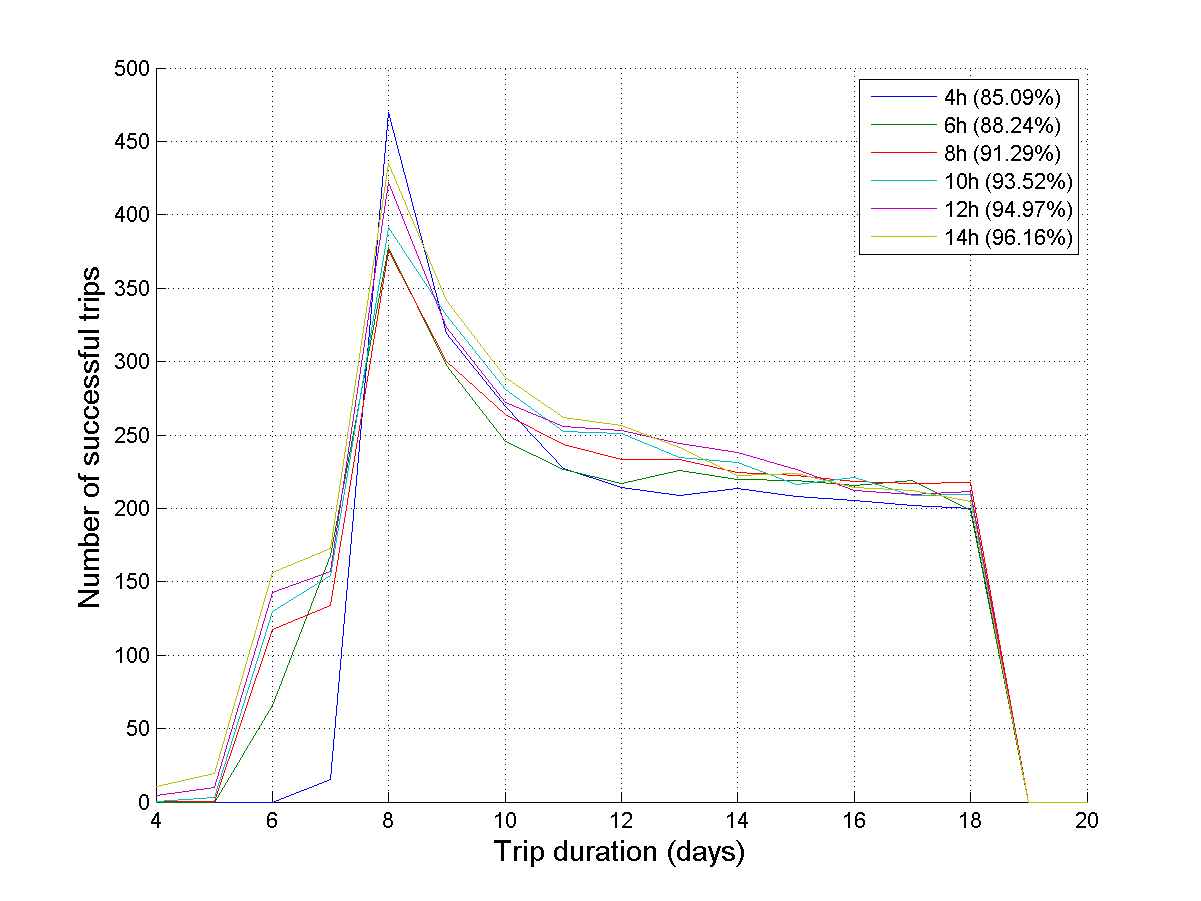 500
450
400
350
300
250
200
150
100
50
0
4 6 8 10 12 14 16 18 20
Number of successful trips
Trip duration (days)
4h (85.09%)
6h (88.24%)
8h (91.29%)
10h (93.52%)
12h (94.97%)
14h (96.16%)